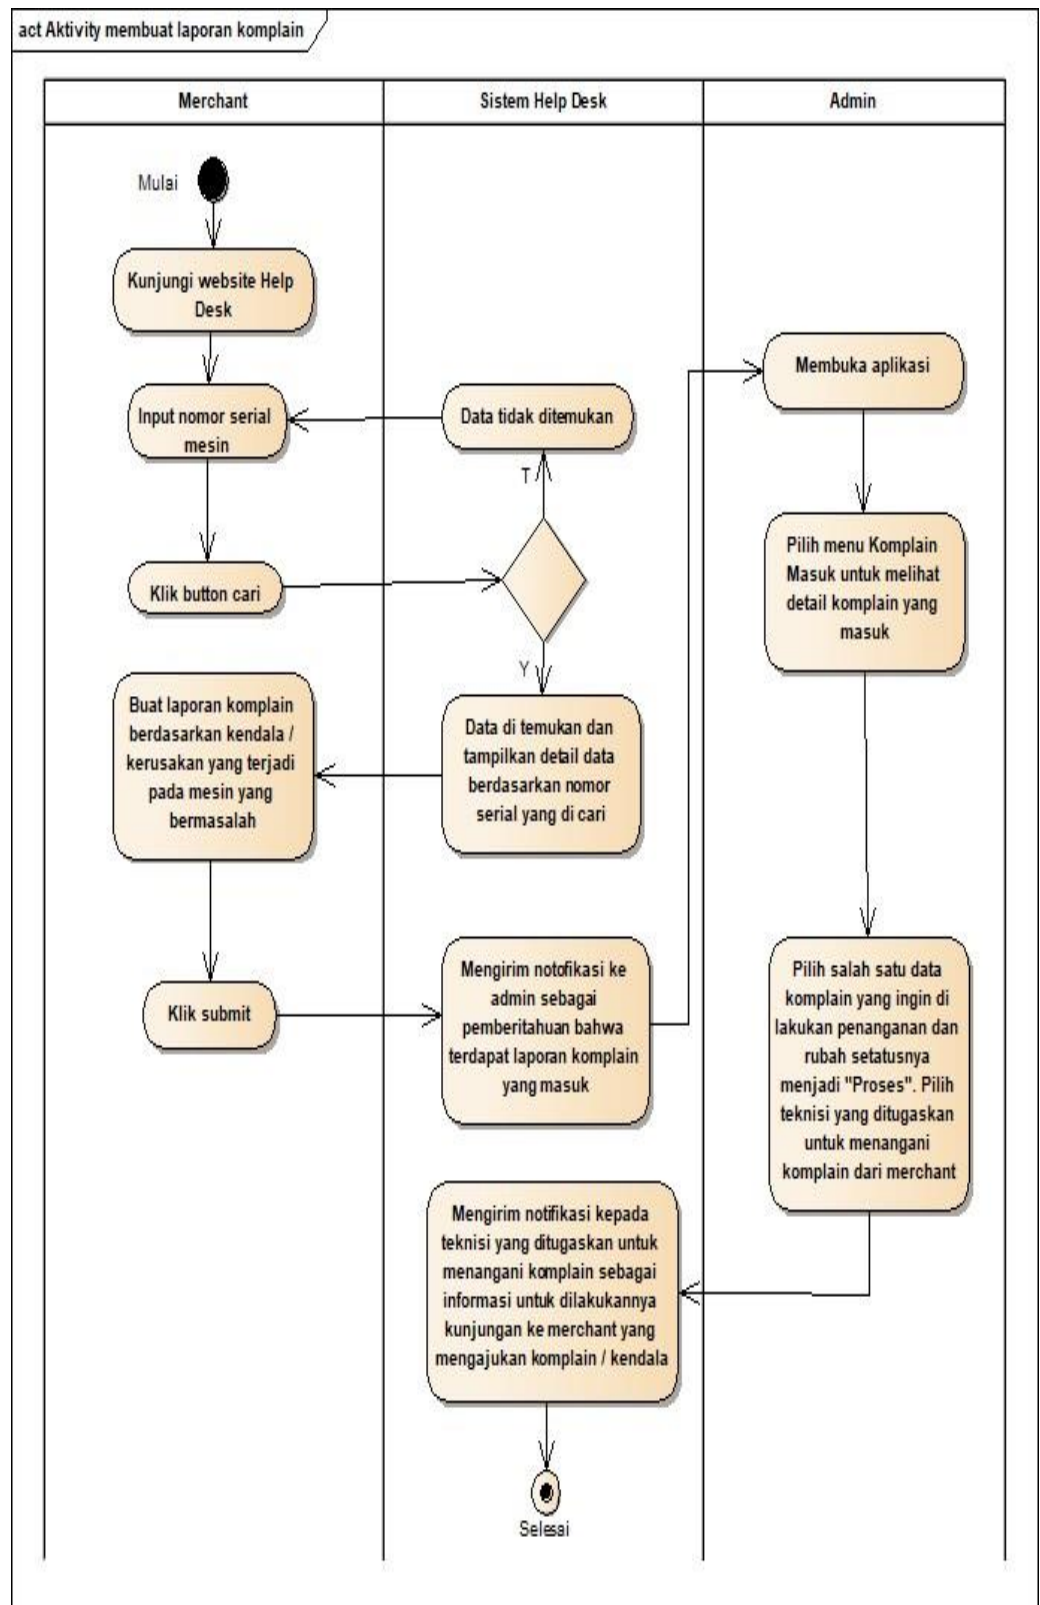 act Aktivity membuat laporan komplain
Merchant
Sistem Help Desk
Admin
Mulai
Kunjungi website Help
Desk
Input nomor serial
mesin
Data tidak ditemukan
Membuka aplikasi
T
Klik button cari
Pilih menu Komplain
Masuk untuk melihat
detail komplain yang
masuk
Y
Buat laporan komplain
berdasarkan kendala /
kerusakan yang terjadi
pada mesin yang
bermasalah
Data di temukan dan
tampilkan detail data
berdasarkan nomor
serial yang di cari
Klik submit
Mengirim notofikasi ke
admin sebagai
pemberitahuan bahwa
terdapat laporan komplain
yang masuk
Pilih salah satu data
komplain yang ingin di
lakukan penanganan dan
rubah setatusnya
menjadi "Proses". Pilih
teknisi yang ditugaskan
untuk menangani
komplain dari merchant
Mengirim notifikasi kepada
teknisi yang ditugaskan untuk
menangani komplain sebagai
informasi untuk dilakukannya
kunjungan ke merchant yang
mengajukan komplain / kendala
Selesai